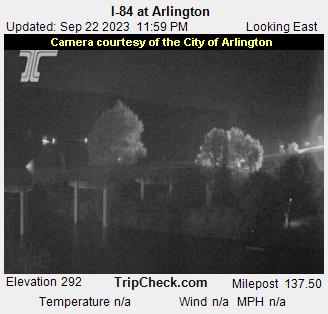 I-84 at Arlington
Updated: Sep 22 2023 11:59 PM Looking East
Camera courtesy of the City of Arlington
Elevation 292 TripCheck.com Milepost 137.50
Temperature n/a Wind n/a MPH n/a